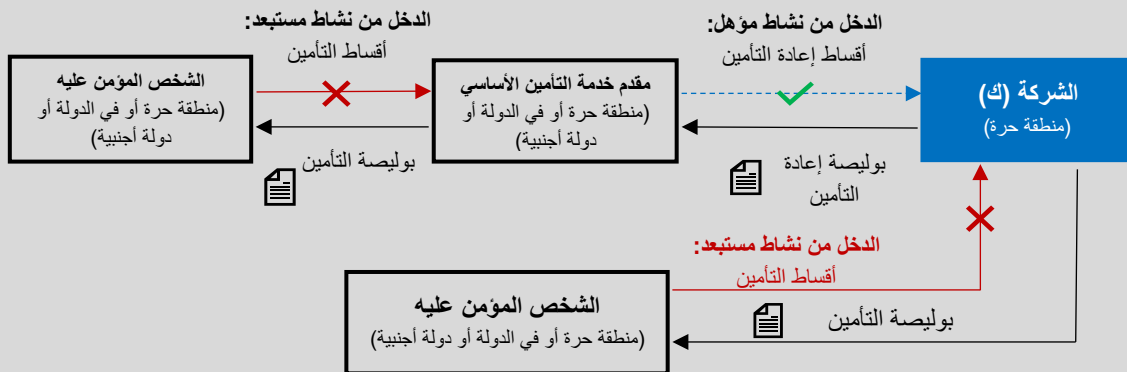 الدخل من نشاط مؤهل:
أقساط إعادة التأمين
الدخل من نشاط مستبعد:
أقساط التأمين
الشركة (ك)
(منطقة حرة)
مقدم خدمة التأمين الأساسي
(منطقة حرة أو في الدولة أو
دولة أجنبية)
الشخص المؤمن عليه
(منطقة حرة أو في الدولة أو
دولة أجنبية)
بوليصة إعادة
التأمين
بوليصة التأمين
الدخل من نشاط مستبعد:
أقساط التأمين
الشخص المؤمن عليه
(منطقة حرة أو في الدولة أو دولة أجنبية)
بوليصة التأمين